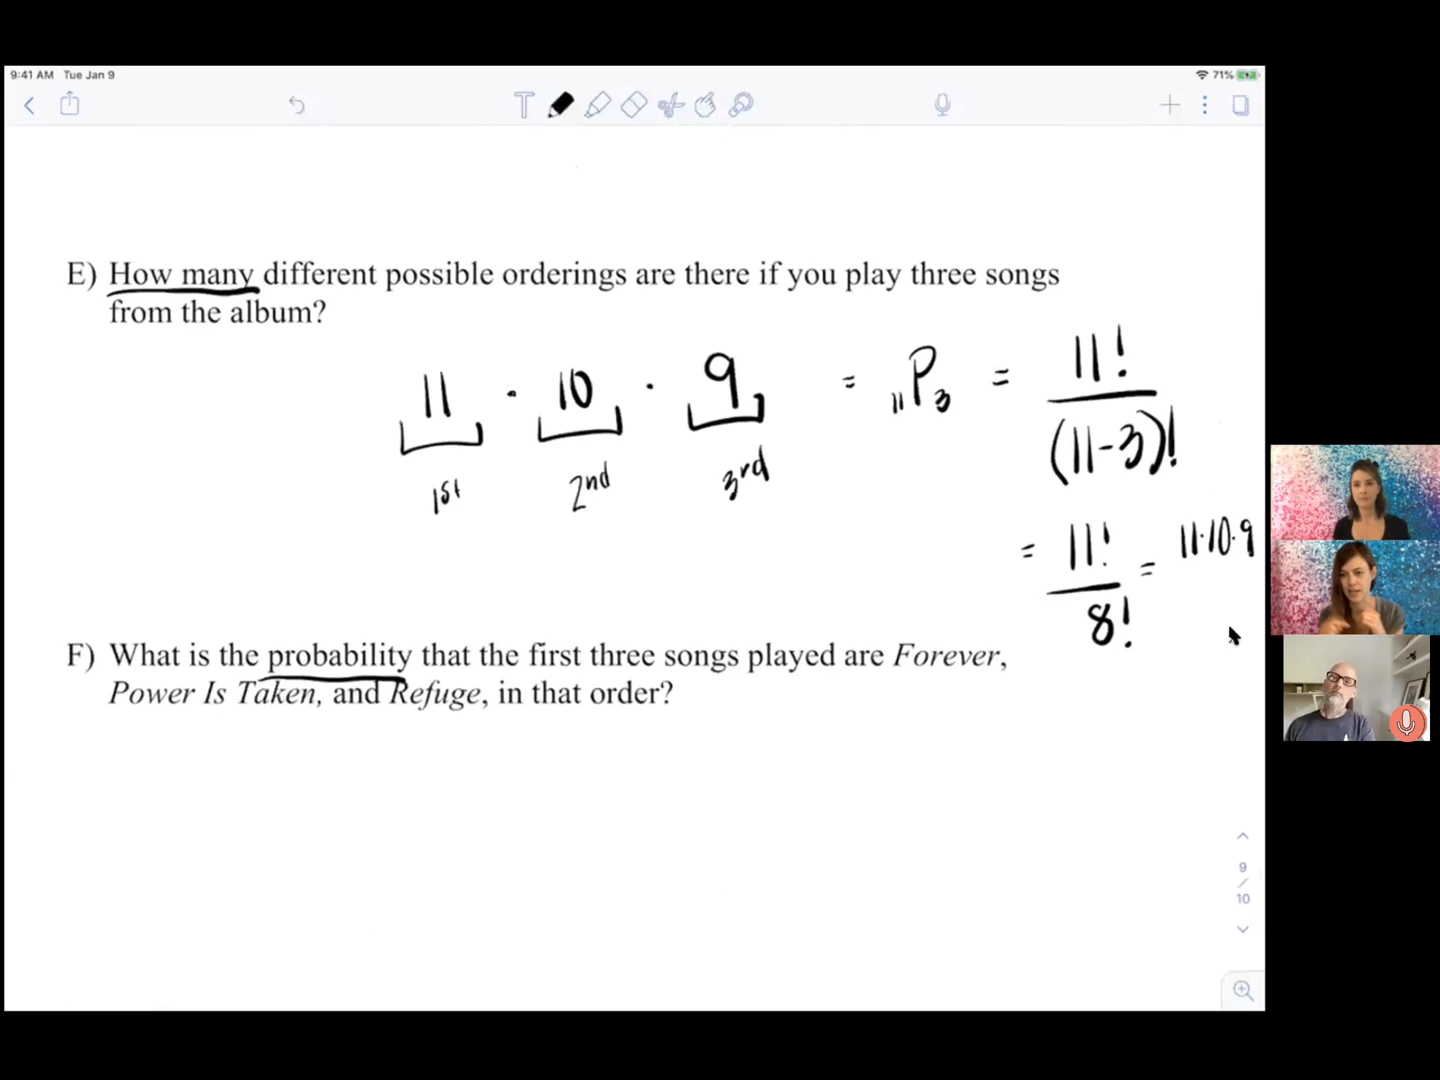 9:41 AM Tue Jan 9
71%
T
E) How many different possible orderings are there if you play three songs
from the album?
11 · 10 · 9 = ₁₁P₃ = 11! / (11-3)!
1st 2nd 3rd
= 11! / 8! = 11·10·9
F) What is the probability that the first three songs played are Forever,
Power Is Taken, and Refuge, in that order?
9
/
10